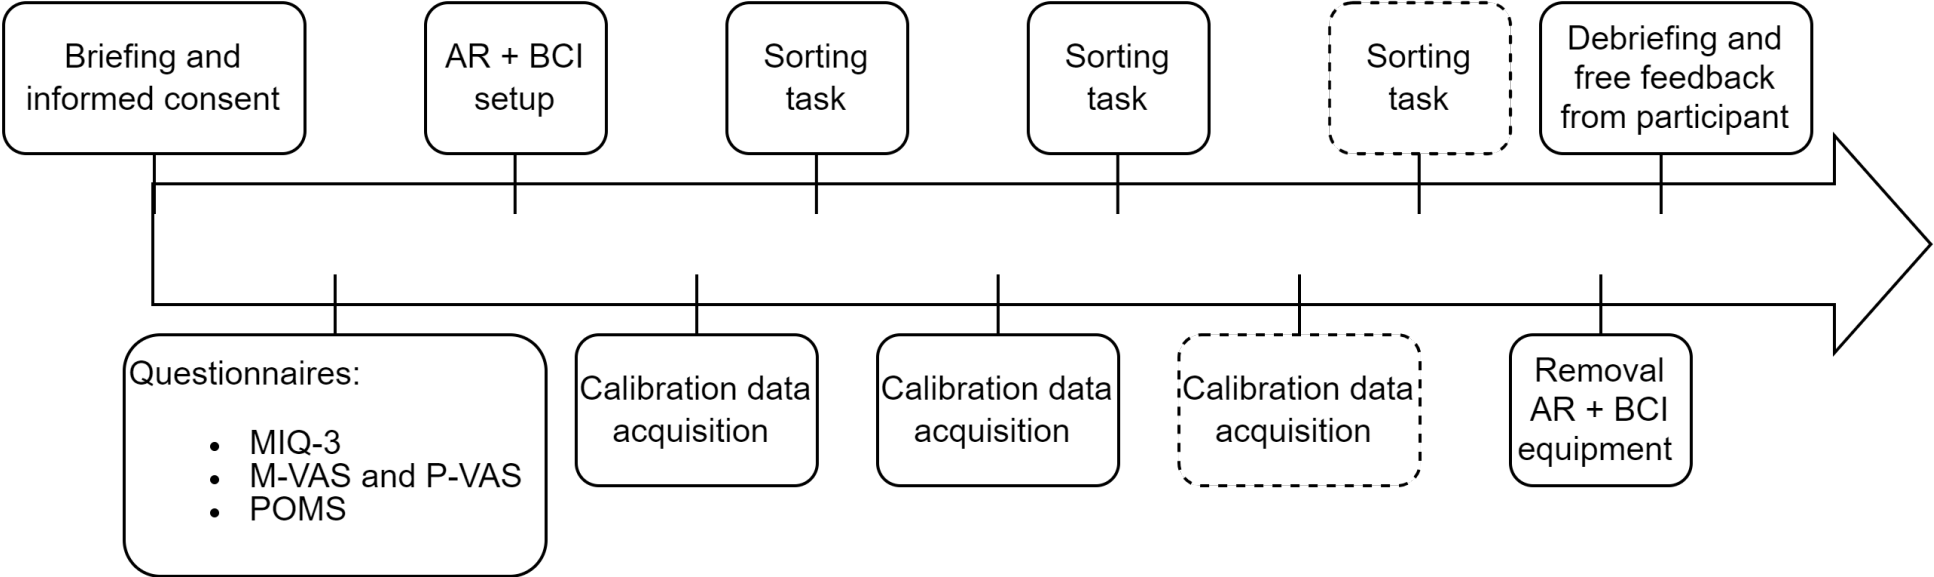 Briefing and
informed consent
AR + BCI
setup
Sorting
task
Sorting
task
Sorting
task
Debriefing and
free feedback
from participant
Questionnaires:
• MIQ-3
• M-VAS and P-VAS
• POMS
Calibration data
acquisition
Calibration data
acquisition
Calibration data
acquisition
Removal
AR + BCI
equipment